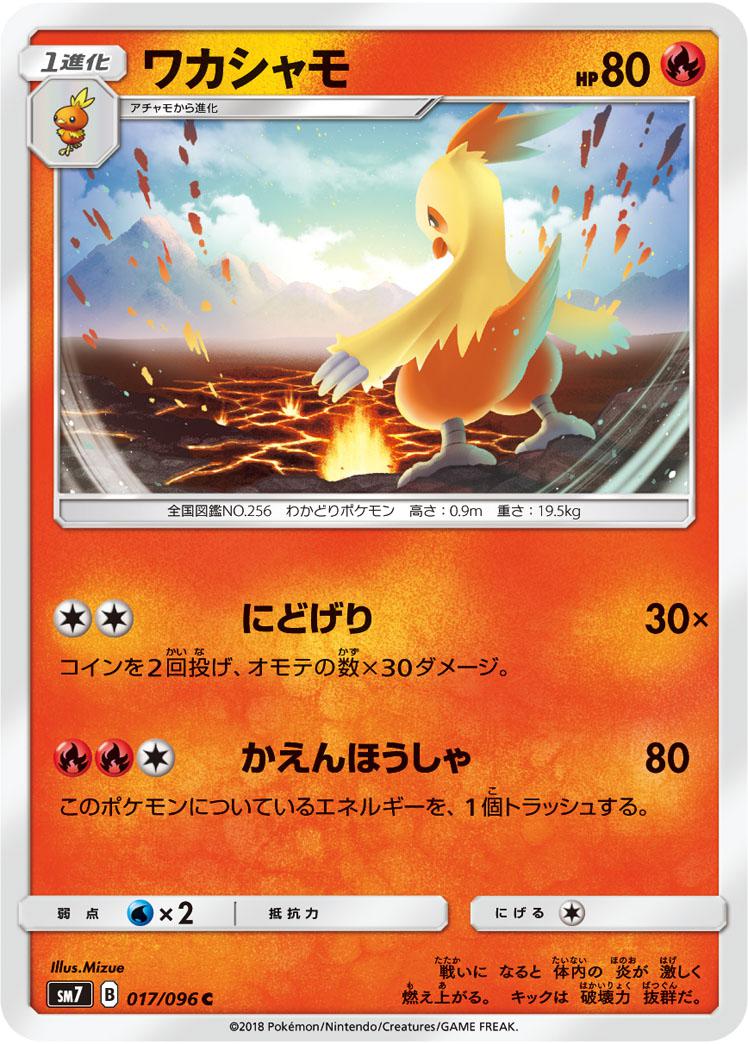 1進化 ワカシャモ HP80
アチャモから進化
全国図鑑NO.256 わかどりポケモン 高さ：0.9m 重さ：19.5kg
にどげり 30×
コインを2回投げ、オモテの数×30ダメージ。
かえんほうしゃ 80
このポケモンについているエネルギーを、1個トラッシュする。
弱点 ×2 抵抗力 にげる
Illus.Mizue
戦いに なると 体内の 炎が 激しく
燃え上がる。 キックは 破壊力 抜群だ。
SM7 B 017/096 C
©2018 Pokémon/Nintendo/Creatures/GAME FREAK.